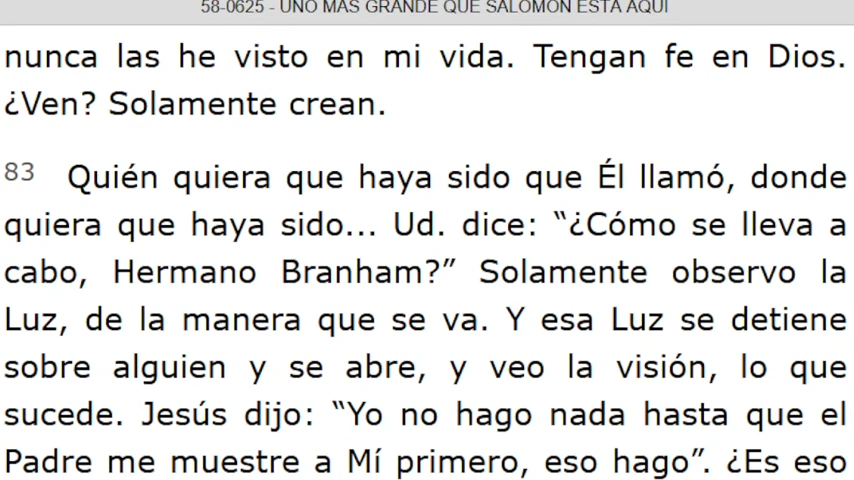 58-0625 - UNO MAS GRANDE QUE SALOMON ESTA AQUI
nunca las he visto en mi vida. Tengan fe en Dios.
¿Ven? Solamente crean.
83 Quién quiera que haya sido que Él llamó, donde
quiera que haya sido... Ud. dice: “¿Cómo se lleva a
cabo, Hermano Branham?” Solamente observo la
Luz, de la manera que se va. Y esa Luz se detiene
sobre alguien y se abre, y veo la visión, lo que
sucede. Jesús dijo: “Yo no hago nada hasta que el
Padre me muestre a Mí primero, eso hago”. ¿Es eso